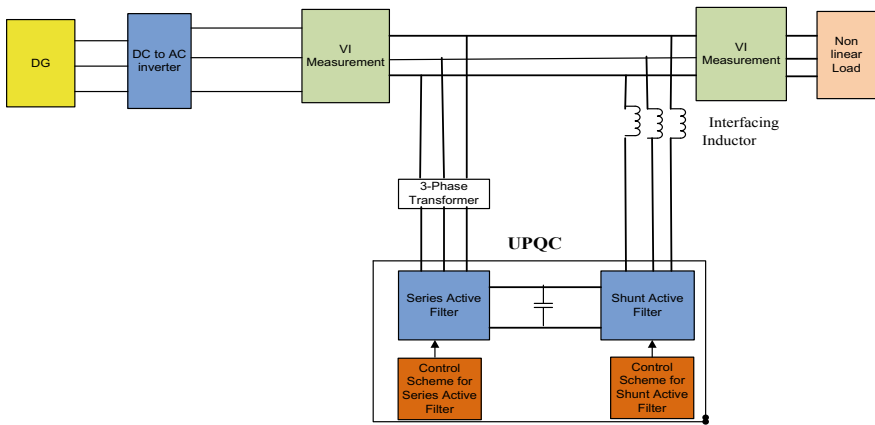 DG
DC to AC
inverter
VI
Measurement
VI
Measurement
Non
linear
Load
Interfacing
Inductor
3-Phase
Transformer
UPQC
Series Active
Filter
Shunt Active
Filter
Control
Scheme for
Series Active
Filter
Control
Scheme for
Shunt Active
Filter